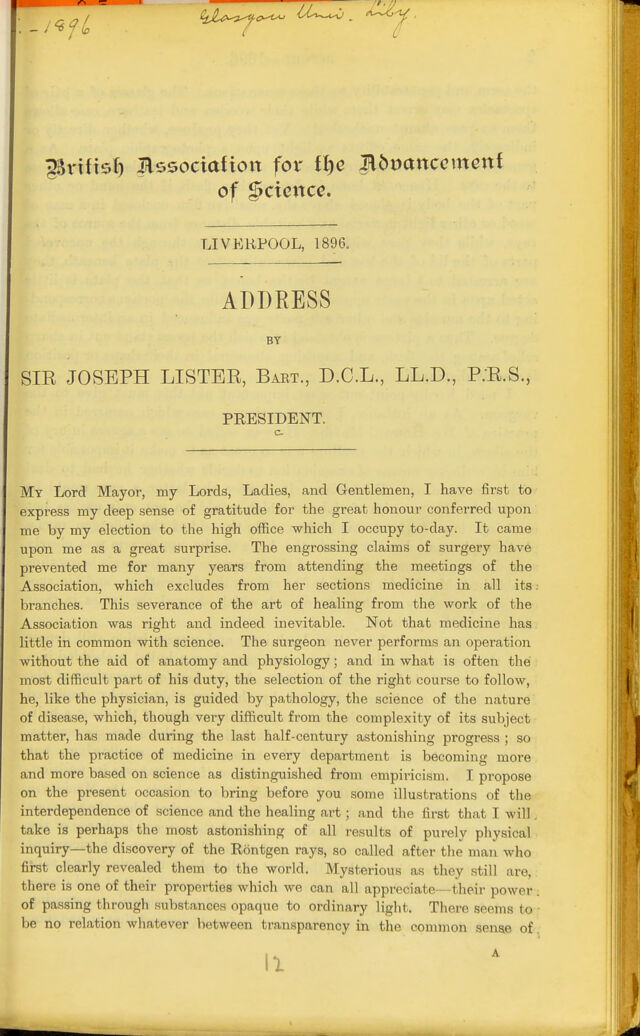 - 1896
Glasgow Univ. Liby.
British Association for the Advancement
of Science.
LIVERPOOL, 1896.
ADDRESS
BY
SIR JOSEPH LISTER, BART., D.C.L., LL.D., P.R.S.,
PRESIDENT.
MY Lord Mayor, my Lords, Ladies, and Gentlemen, I have first to
express my deep sense of gratitude for the great honour conferred upon
me by my election to the high office which I occupy to-day. It came
upon me as a great surprise. The engrossing claims of surgery have
prevented me for many years from attending the meetings of the
Association, which excludes from her sections medicine in all its
branches. This severance of the art of healing from the work of the
Association was right and indeed inevitable. Not that medicine has
little in common with science. The surgeon never performs an operation
without the aid of anatomy and physiology; and in what is often the
most difficult part of his duty, the selection of the right course to follow,
he, like the physician, is guided by pathology, the science of the nature
of disease, which, though very difficult from the complexity of its subject
matter, has made during the last half-century astonishing progress; so
that the practice of medicine in every department is becoming more
and more based on science as distinguished from empiricism. I propose
on the present occasion to bring before you some illustrations of the
interdependence of science and the healing art; and the first that I will
take is perhaps the most astonishing of all results of purely physical
inquiry—the discovery of the Röntgen rays, so called after the man who
first clearly revealed them to the world. Mysterious as they still are,
there is one of their properties which we can all appreciate—their power
of passing through substances opaque to ordinary light. There seems to
be no relation whatever between transparency in the common sense of
A
12